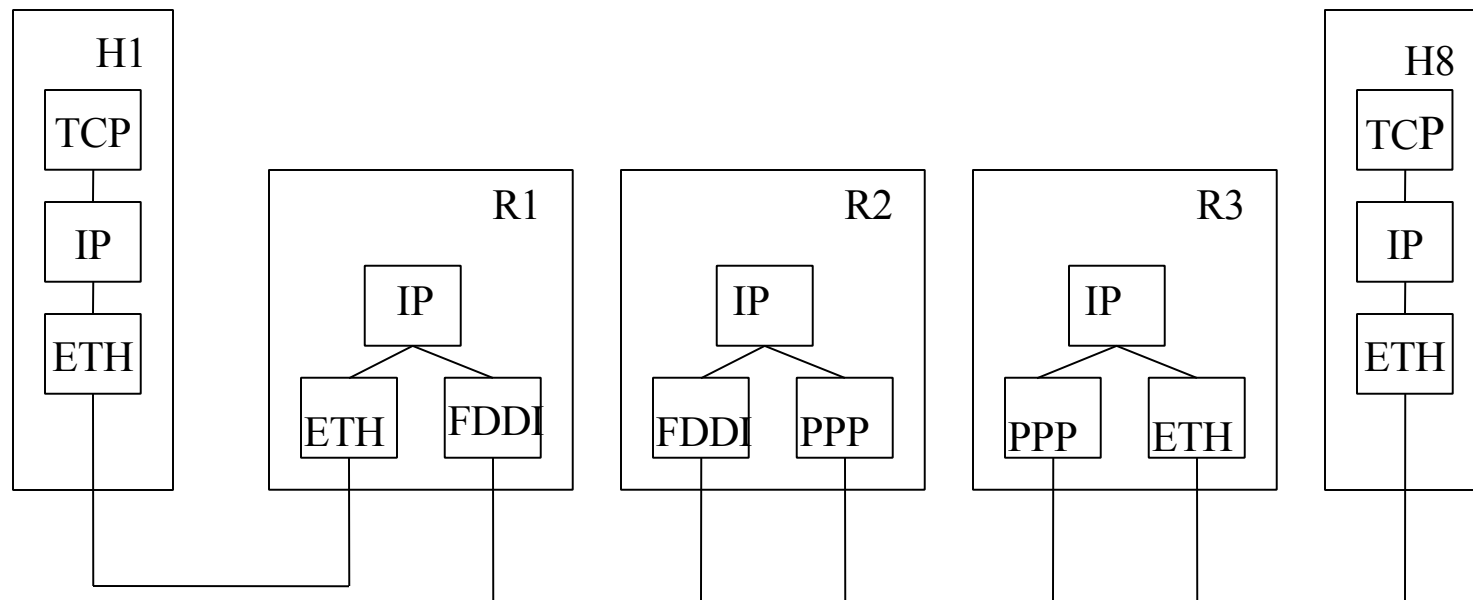 H1
TCP
IP
ETH
R1
IP
ETH
FDDI
R2
IP
FDDI
PPP
R3
IP
PPP
ETH
H8
TCP
IP
ETH